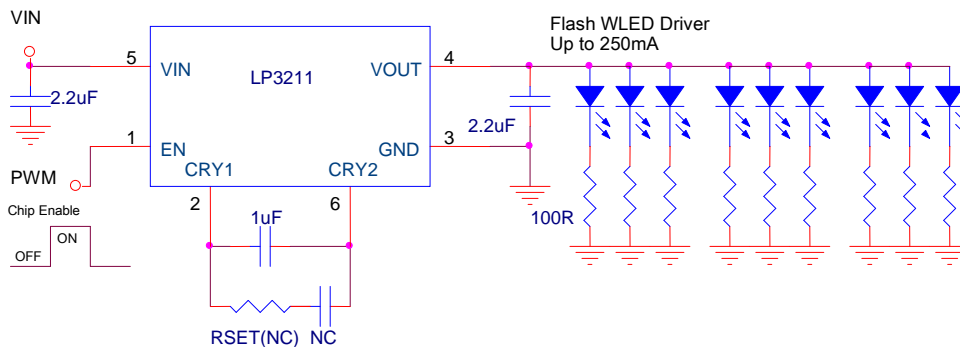 VIN
Flash WLED Driver
Up to 250mA
5
VIN
LP3211
VOUT
4
2.2uF
2.2uF
1
EN
GND
3
CRY1
CRY2
PWM
Chip Enable
2
6
1uF
100R
ON
OFF
RSET(NC)
NC